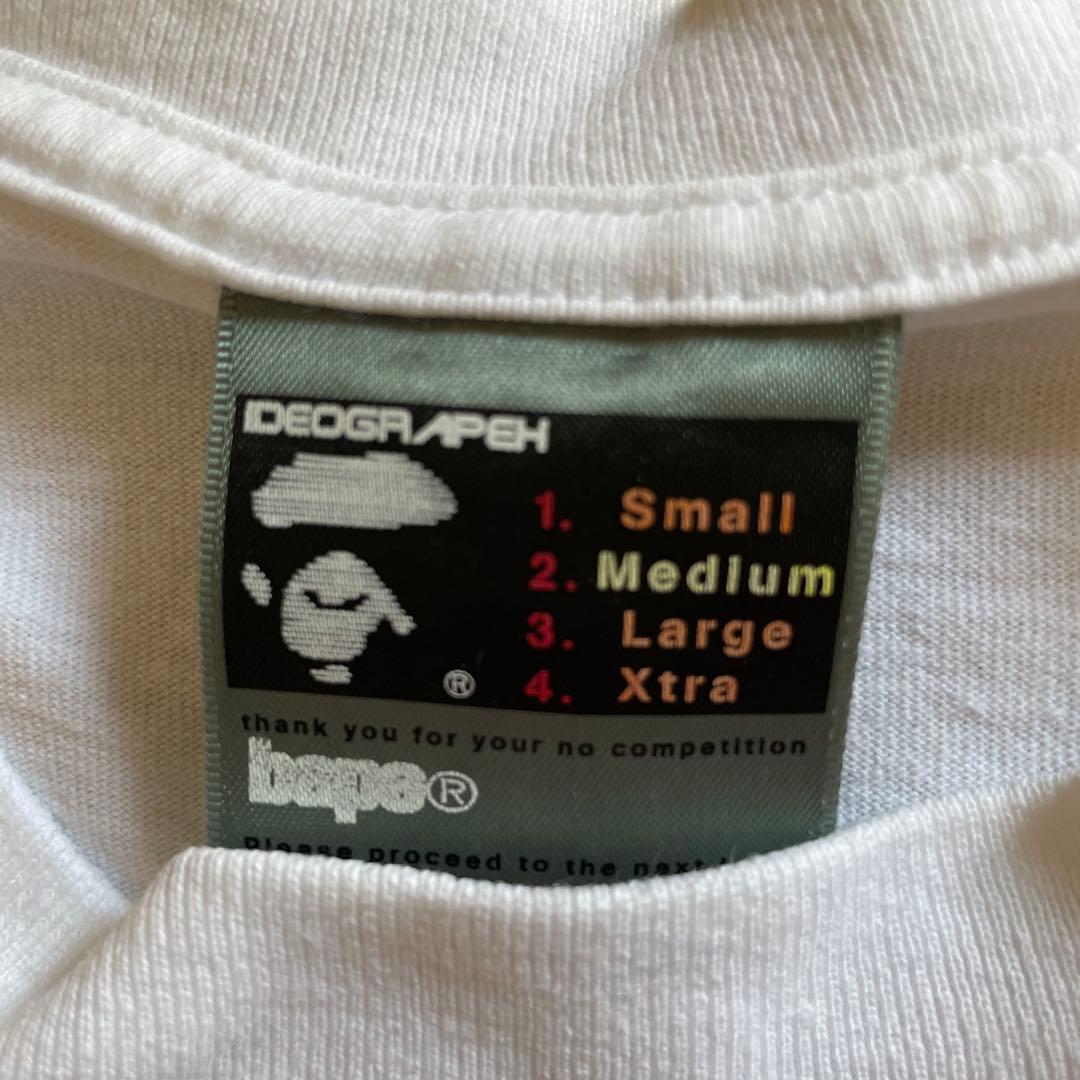 IDEOGRAPEH
1. Small
2. Medium
3. Large
®
4. Xtra
thank you for your no competition
bape®
Please proceed to the next